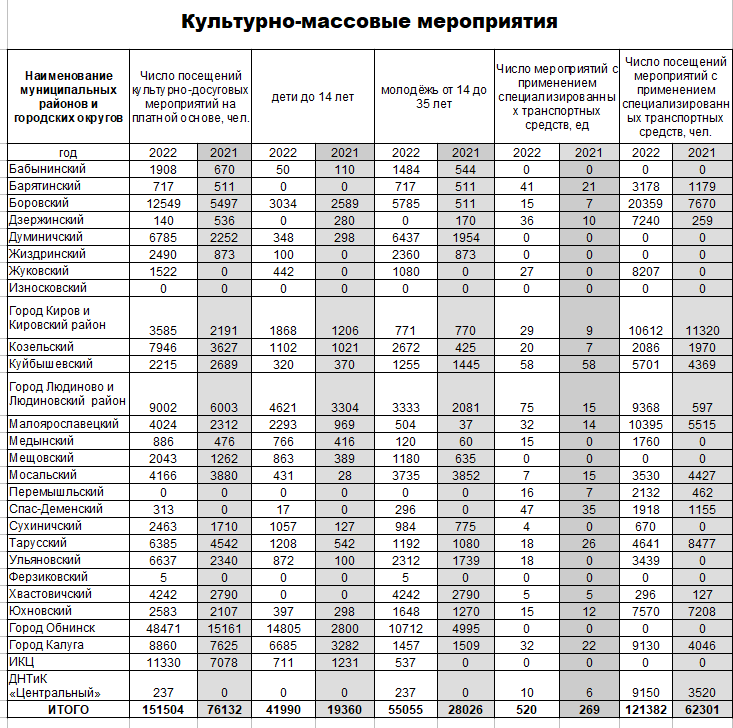 Культурно-массовые мероприятия
Наименование муниципальных районов и городских округов | Число посещений культурно-досуговых мероприятий на платной основе, чел. | дети до 14 лет | молодёжь от 14 до 35 лет | Число мероприятий с применением специализированных транспортных средств, ед | Число посещений мероприятий с применением специализированных транспортных средств, чел.
год 2022 2021 2022 2021 2022 2021 2022 2021 2022 2021
Бабынинский 1908 670 50 110 1484 544 0 0 0 0
Барятинский 717 511 0 0 717 511 41 21 3178 1179
Боровский 12549 5497 3034 2589 5785 511 15 7 20359 7670
Дзержинский 140 536 0 280 0 170 36 10 7240 259
Думиничский 6785 2252 348 298 6437 1954 0 0 0 0
Жиздринский 2490 873 100 0 2360 873 0 0 0 0
Жуковский 1522 0 442 0 1080 0 27 0 8207 0
Износковский 0 0 0 0 0 0 0 0 0 0
Город Киров и
Кировский район 3585 2191 1868 1206 771 770 29 9 10612 11320
Козельский 7946 3627 1102 1021 2672 425 20 7 2086 1970
Куйбышевский 2215 2689 320 370 1255 1445 58 58 5701 4369
Город Людиново и
Людиновский район 9002 6003 4621 3304 3333 2081 75 15 9368 597
Малоярославецкий 4024 2312 2293 969 504 37 32 14 10395 5515
Медынский 886 476 766 416 120 60 15 0 1760 0
Мещовский 2043 1262 863 389 1180 635 0 0 0 0
Мосальский 4166 3880 431 28 3735 3852 7 15 3530 4427
Перемышльский 0 0 0 0 0 0 16 7 2132 462
Спас-Деменский 313 0 17 0 296 0 47 35 1918 1155
Сухиничский 2463 1710 1057 127 984 775 4 0 670 0
Тарусский 6385 4542 1208 542 1192 1080 18 26 4641 8477
Ульяновский 6637 2340 872 100 2312 1739 18 0 3439 0
Ферзиковский 5 0 0 0 5 0 0 0 0 0
Хвастовичский 4242 2790 0 0 4242 2790 5 5 296 127
Юхновский 2583 2107 397 298 1648 1270 15 12 7570 7208
Город Обнинск 48471 15161 14805 2800 10712 4995 0 0 0 0
Город Калуга 8860 7625 6685 3282 1457 1509 32 22 9130 4046
ИКЦ 11330 7078 711 1231 537 0 0 0 0 0
ДНТиК
«Центральный» 237 0 0 0 237 0 10 6 9150 3520
ИТОГО 151504 76132 41990 19360 55055 28026 520 269 121382 62301